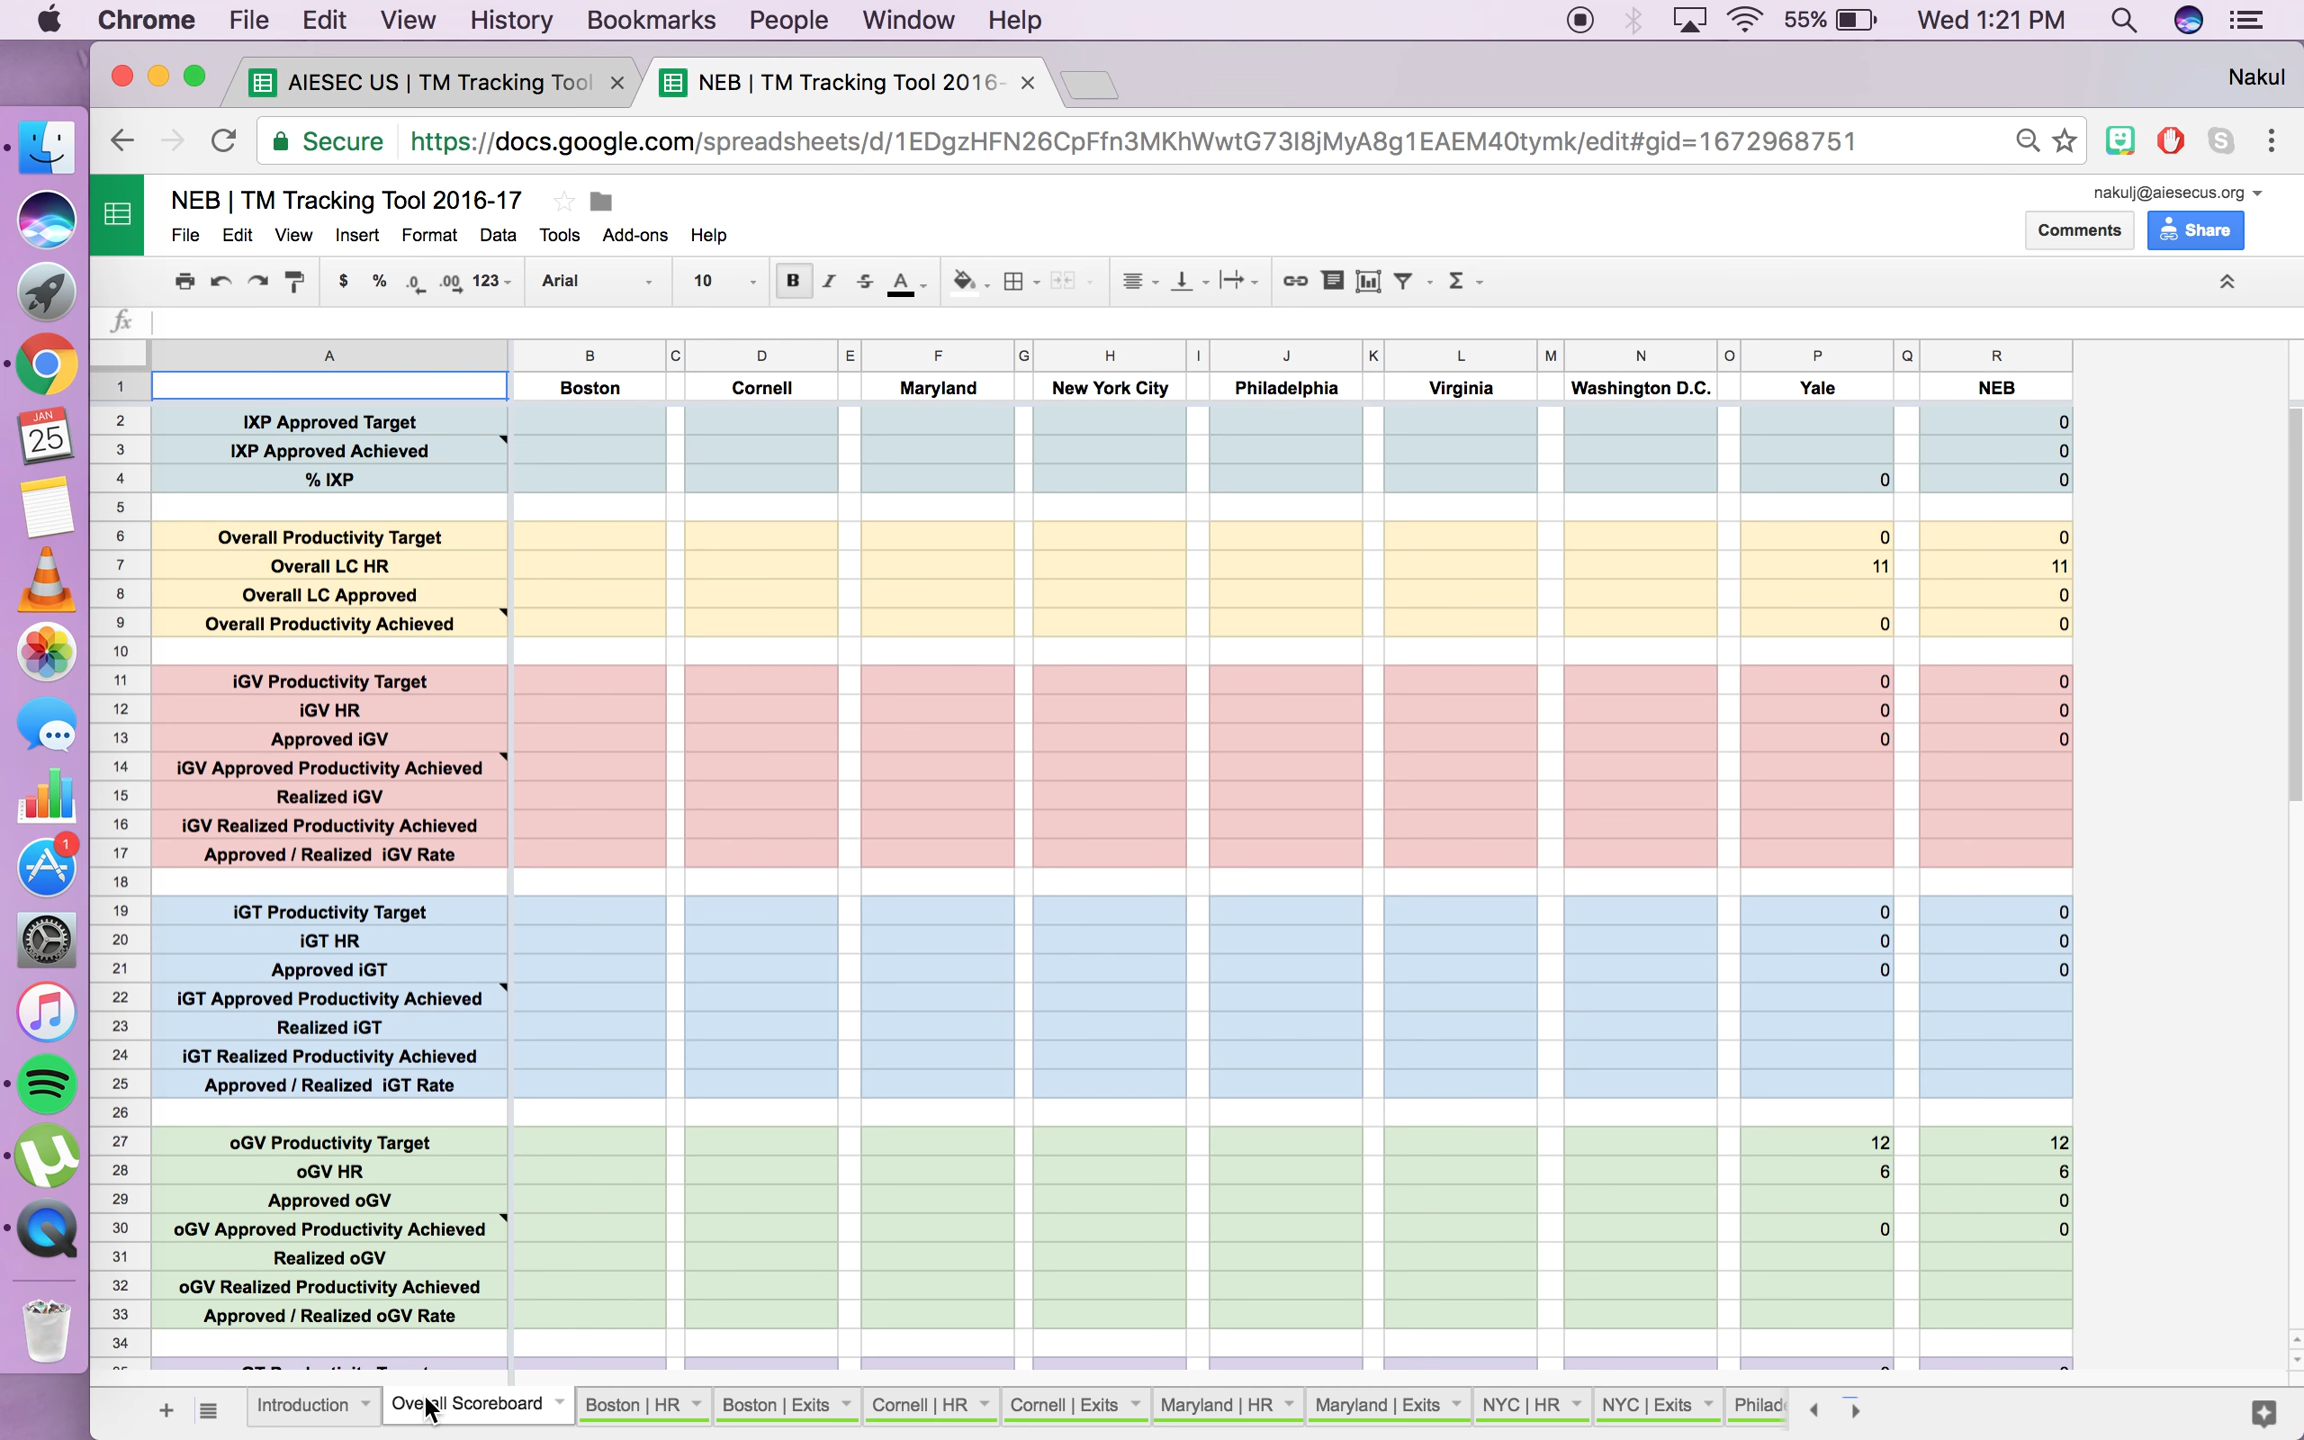 Chrome File Edit View History Bookmarks People Window Help 55% Wed 1:21 PM
AIESEC US | TM Tracking Tool NEB | TM Tracking Tool 2016- Nakul
Secure https://docs.google.com/spreadsheets/d/1EDgzHFN26CpFfn3MKhWwtG73I8jMyA8g1EAEM40tymk/edit#gid=1672968751
NEB | TM Tracking Tool 2016-17 nakulj@aiesecus.org
File Edit View Insert Format Data Tools Add-ons Help Comments Share
$ % .0 .00 123 Arial 10 B I S A Σ
fx
A B C D E F G H I J K L M N O P Q R
1 Boston Cornell Maryland New York City Philadelphia Virginia Washington D.C. Yale NEB
2 IXP Approved Target 0
3 IXP Approved Achieved 0
4 % IXP 0 0
5
6 Overall Productivity Target 0 0
7 Overall LC HR 11 11
8 Overall LC Approved 0
9 Overall Productivity Achieved 0 0
10
11 iGV Productivity Target 0 0
12 iGV HR 0 0
13 Approved iGV 0 0
14 iGV Approved Productivity Achieved
15 Realized iGV
16 iGV Realized Productivity Achieved
17 Approved / Realized iGV Rate
18
19 iGT Productivity Target 0 0
20 iGT HR 0 0
21 Approved iGT 0 0
22 iGT Approved Productivity Achieved
23 Realized iGT
24 iGT Realized Productivity Achieved
25 Approved / Realized iGT Rate
26
27 oGV Productivity Target 12 12
28 oGV HR 6 6
29 Approved oGV 0
30 oGV Approved Productivity Achieved 0 0
31 Realized oGV
32 oGV Realized Productivity Achieved
33 Approved / Realized oGV Rate
34
Introduction Overall Scoreboard Boston | HR Boston | Exits Cornell | HR Cornell | Exits Maryland | HR Maryland | Exits NYC | HR NYC | Exits Philad
JAN
25
1